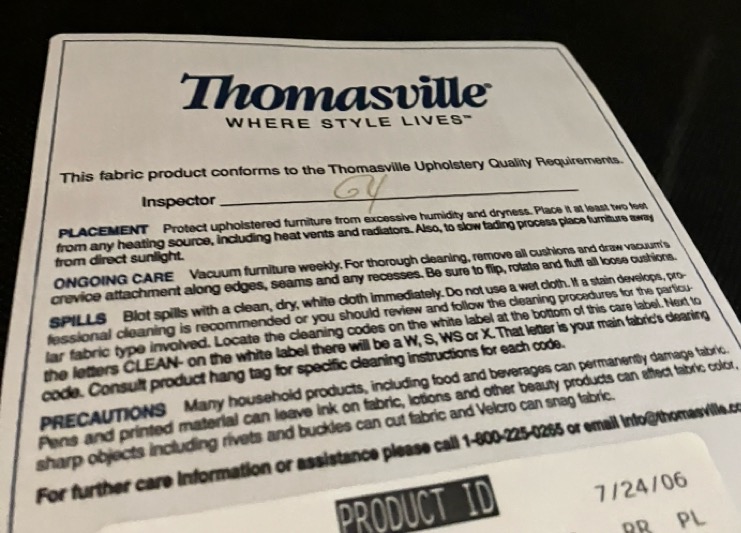 Thomasville
WHERE STYLE LIVES™
This fabric product conforms to the Thomasville Upholstery Quality Requirements.
Inspector 64
PLACEMENT Protect upholstered furniture from excessive humidity and dryness. Place it at least two feet
from any heating source, including heat vents and radiators. Also, to slow fading process place furniture away
from direct sunlight.
ONGOING CARE Vacuum furniture weekly. For thorough cleaning, remove all cushions and draw vacuum's
crevice attachment along edges, seams and any recesses. Be sure to flip, rotate and fluff all loose cushions.
SPILLS Blot spills with a clean, dry, white cloth immediately. Do not use a wet cloth. If a stain develops, pro-
fessional cleaning is recommended or you should review and follow the cleaning procedures for the particu-
lar fabric type involved. Locate the cleaning codes on the white label at the bottom of this care label. Next to
the letters CLEAN- on the white label there will be a W, S, WS or X. That letter is your main fabric's cleaning
code. Consult product hang tag for specific cleaning instructions for each code.
PRECAUTIONS Many household products, including food and beverages can permanently damage fabric.
Pens and printed material can leave ink on fabric, lotions and other beauty products can affect fabric color,
sharp objects including rivets and buckles can cut fabric and Velcro can snag fabric.
For further care information or assistance please call 1-800-225-0265 or email Info@thomasville.co
PRODUCT ID 7/24/06
RR PL